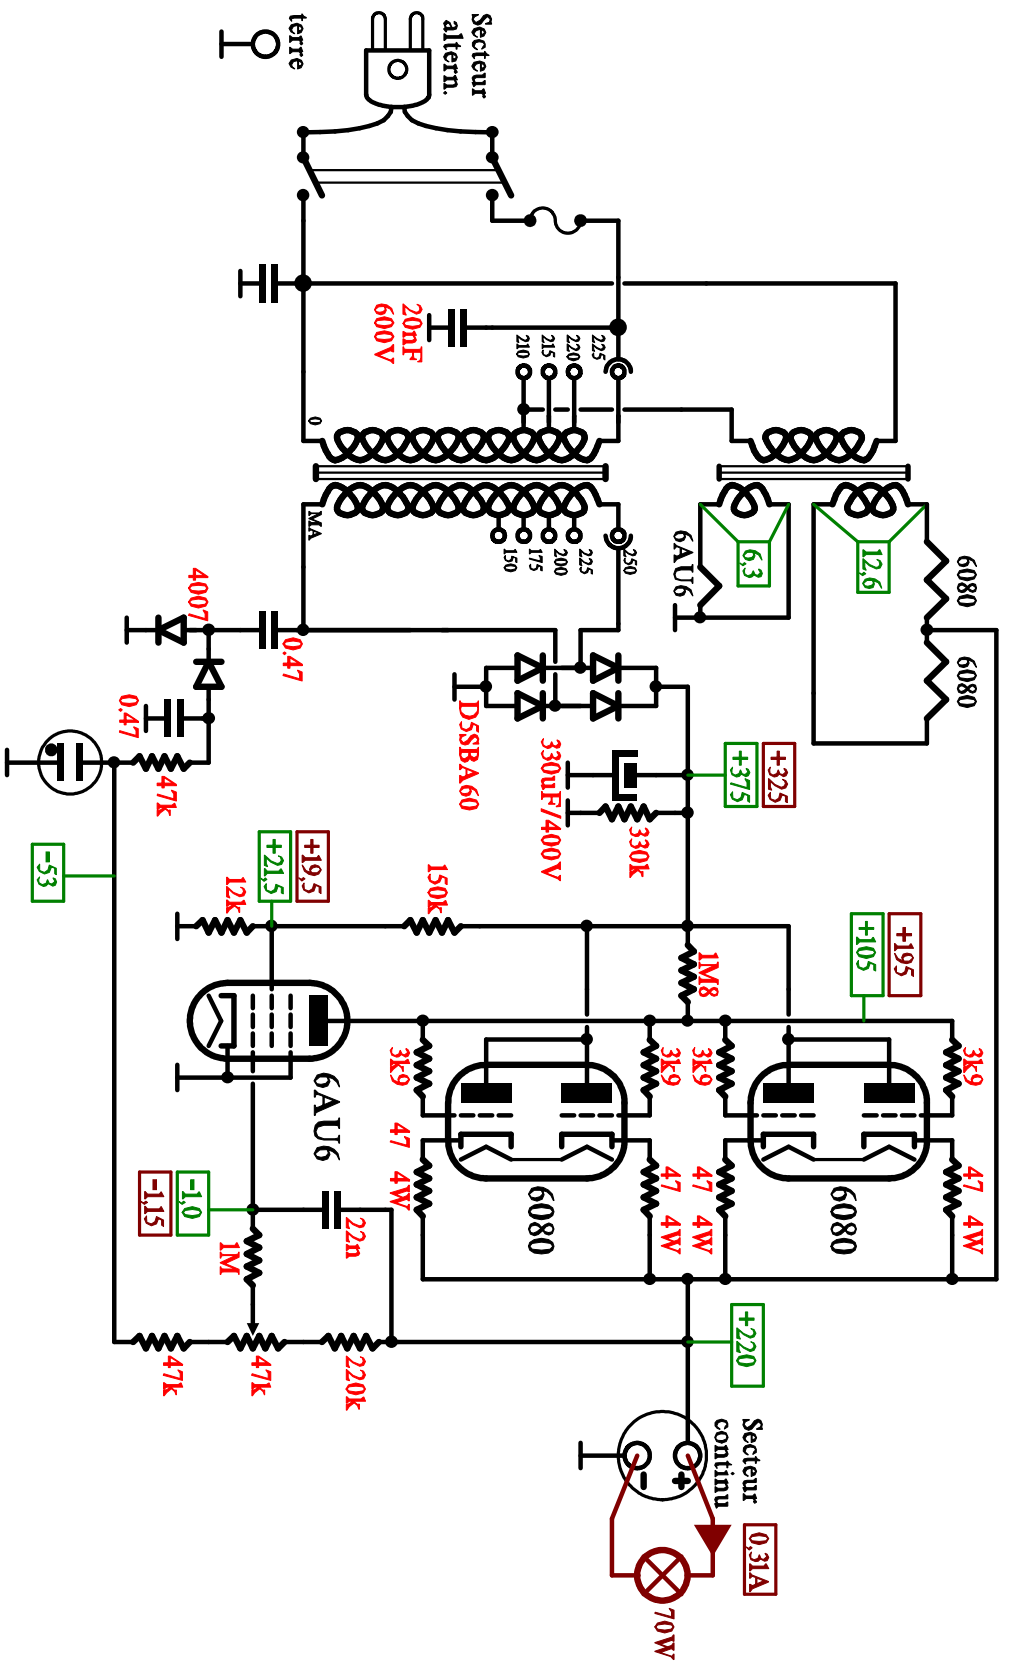 Secteur
altern.
terre
20nF
600V
225
220
215
210
0
MA
250
225
200
175
150
6AU6
6,3
12,6
6080
6080
4007
0.47
0.47
47k
-53
D5SBA60
330uF/400V
330k
+325
+375
+19,5
+21,5
12k
150k
1M8
+195
+105
3k9
3k9
3k9
3k9
6AU6
47 4W
47 4W
47 4W
47 4W
6080
6080
-1,0
-1,15
1M
22n
47k
47k
220k
+220
Secteur
continu
+
-
0,31A
70W